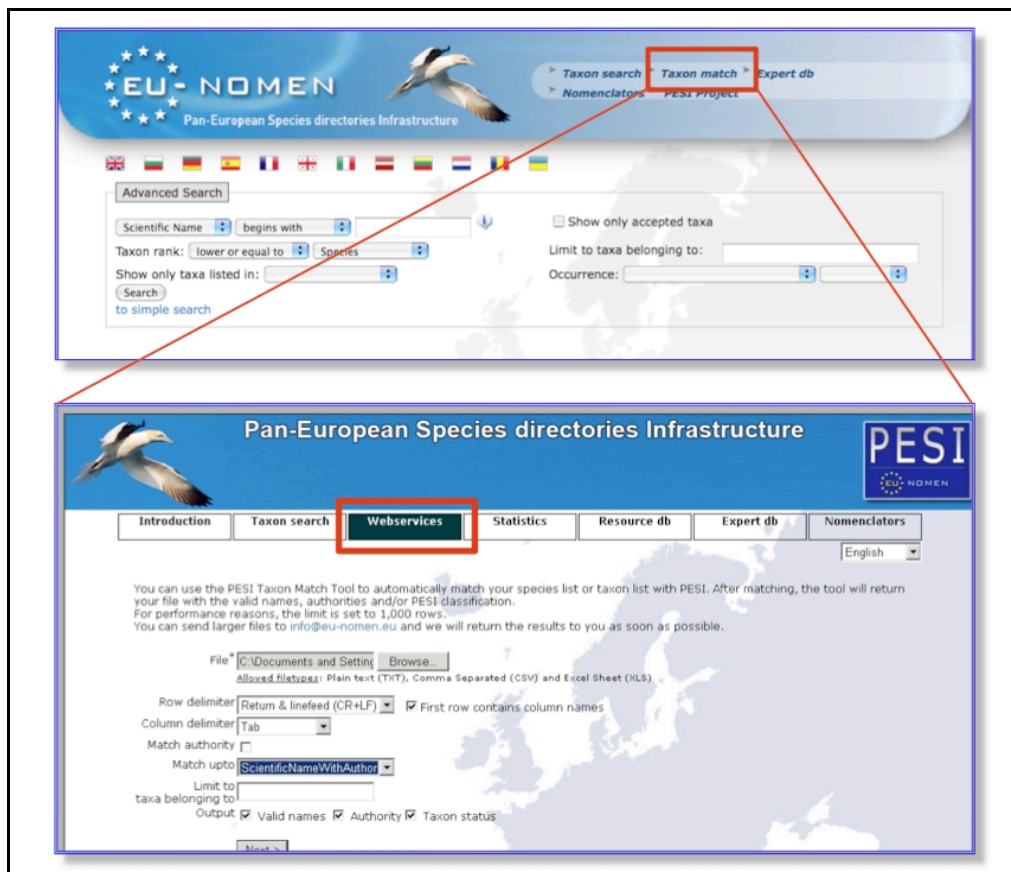 EU-NOMEN
Pan-European Species directories Infrastructure
Taxon search Taxon match Expert db
Nomenclators PESI Project
Advanced Search
Scientific Name begins with
Show only accepted taxa
Taxon rank: lower or equal to Species
Limit to taxa belonging to:
Show only taxa listed in:
Occurrence:
Search
to simple search
Pan-European Species directories Infrastructure
PESI
EU-NOMEN
Introduction Taxon search Webservices Statistics Resource db Expert db Nomenclators
English
You can use the PESI Taxon Match Tool to automatically match your species list or taxon list with PESI. After matching, the tool will return
your file with the valid names, authorities and/or PESI classification.
For performance reasons, the limit is set to 1,000 rows.
You can send larger files to info@eu-nomen.eu and we will return the results to you as soon as possible.
File* C:\Documents and Setting Browse...
Allowed filetypes: Plain text (TXT), Comma Separated (CSV) and Excel Sheet (XLS)
Row delimiter Return & linefeed (CR+LF) First row contains column names
Column delimiter Tab
Match authority
Match upto ScientificNameWithAuthor
Limit to
taxa belonging to
Output Valid names Authority Taxon status
Next >